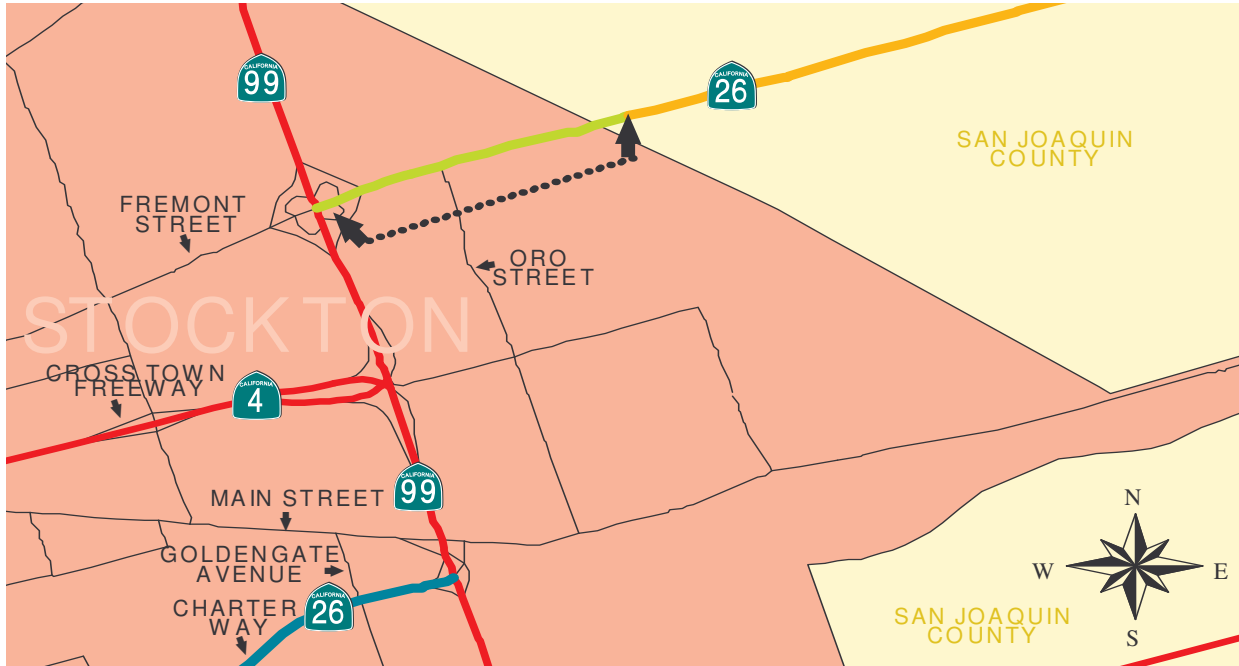 CALIFORNIA
99
CALIFORNIA
26
SAN JOAQUIN
COUNTY
FREMONT
STREET
ORO
STREET
STOCKTON
CROSS TOWN
FREEWAY
CALIFORNIA
4
MAIN STREET
CALIFORNIA
99
GOLDENGATE
AVENUE
CHARTER
WAY
CALIFORNIA
26
N
W
E
S
SAN JOAQUIN
COUNTY